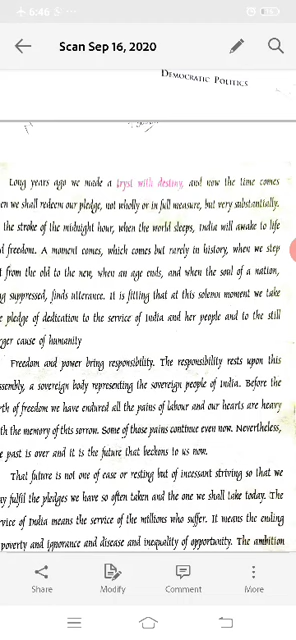 6:46
Scan Sep 16, 2020
DEMOCRATIC POLITICS
Long years ago we made a tryst with destiny, and now the time comes
en we shall redeem our pledge, not wholly or in full measure, but very substantially.
the stroke of the midnight hour, when the world sleeps, India will awake to life
d freedom. A moment comes, which comes but rarely in history, when we step
t from the old to the new, when an age ends, and when the soul of a nation,
g suppressed, finds utterance. It is fitting that at this solemn moment we take
e pledge of dedication to the service of India and her people and to the still
rger cause of humanity
Freedom and power bring responsibility. The responsibility rests upon this
ssembly, a sovereign body representing the sovereign people of India. Before the
rth of freedom we have endured all the pains of labour and our hearts are heavy
th the memory of this sorrow. Some of those pains continue even now. Nevertheless,
e past is over and it is the future that beckons to us now.
That future is not one of ease or resting but of incessant striving so that we
ay fulfil the pledges we have so often taken and the one we shall take today. The
rvice of India means the service of the millions who suffer. It means the ending
poverty and ignorance and disease and inequality of opportunity. The ambition
Share Modify Comment More